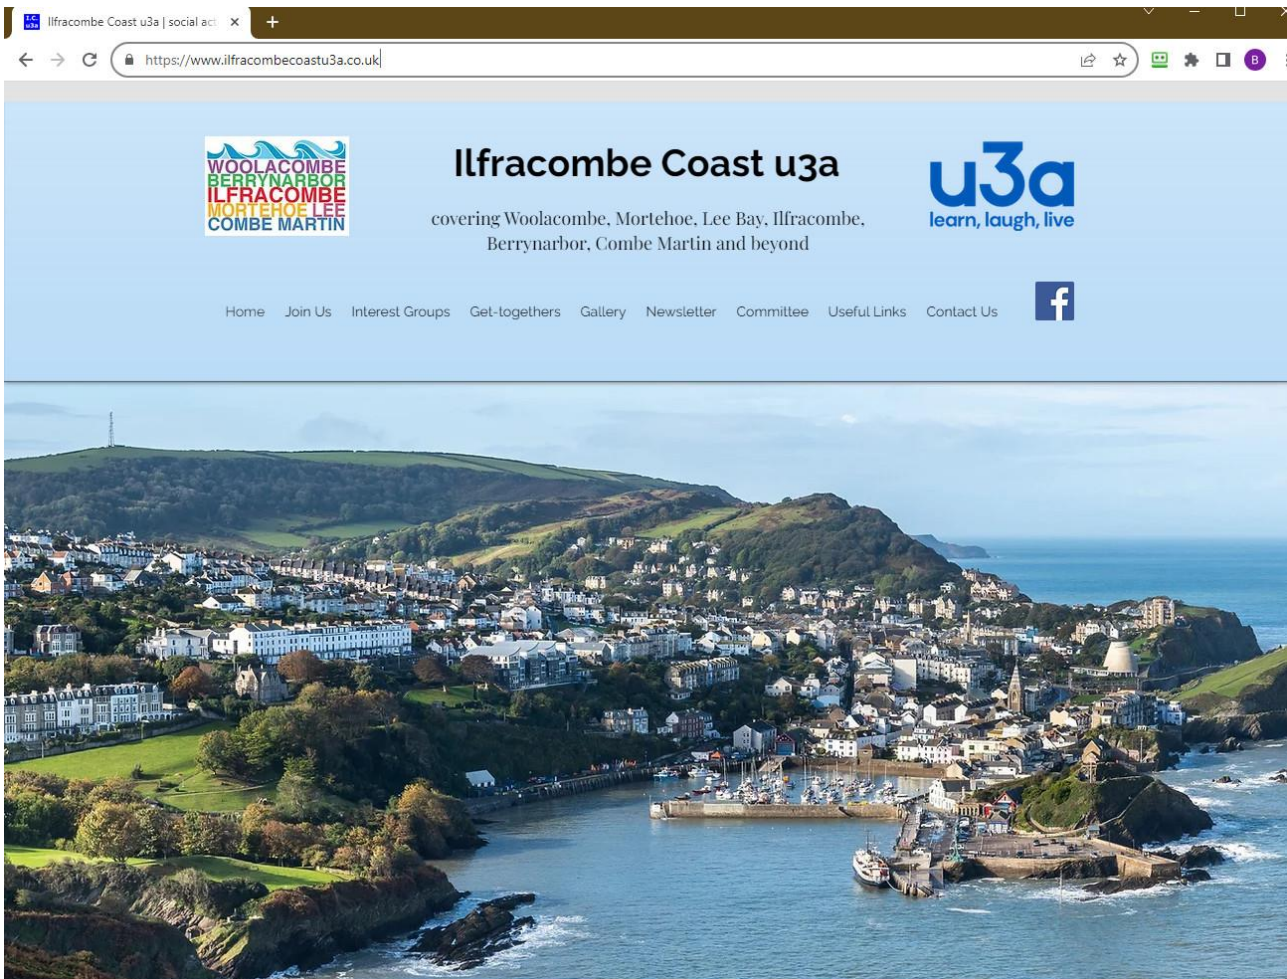 I.C.
u3a
Ilfracombe Coast u3a | social act
https://www.ilfracombecoastu3a.co.uk
B
WOOLACOMBE
BERRYNARBOR
ILFRACOMBE
MORTEHOE LEE
COMBE MARTIN
Ilfracombe Coast u3a
covering Woolacombe, Mortehoe, Lee Bay, Ilfracombe,
Berrynarbor, Combe Martin and beyond
u3a
learn, laugh, live
Home Join Us Interest Groups Get-togethers Gallery Newsletter Committee Useful Links Contact Us f